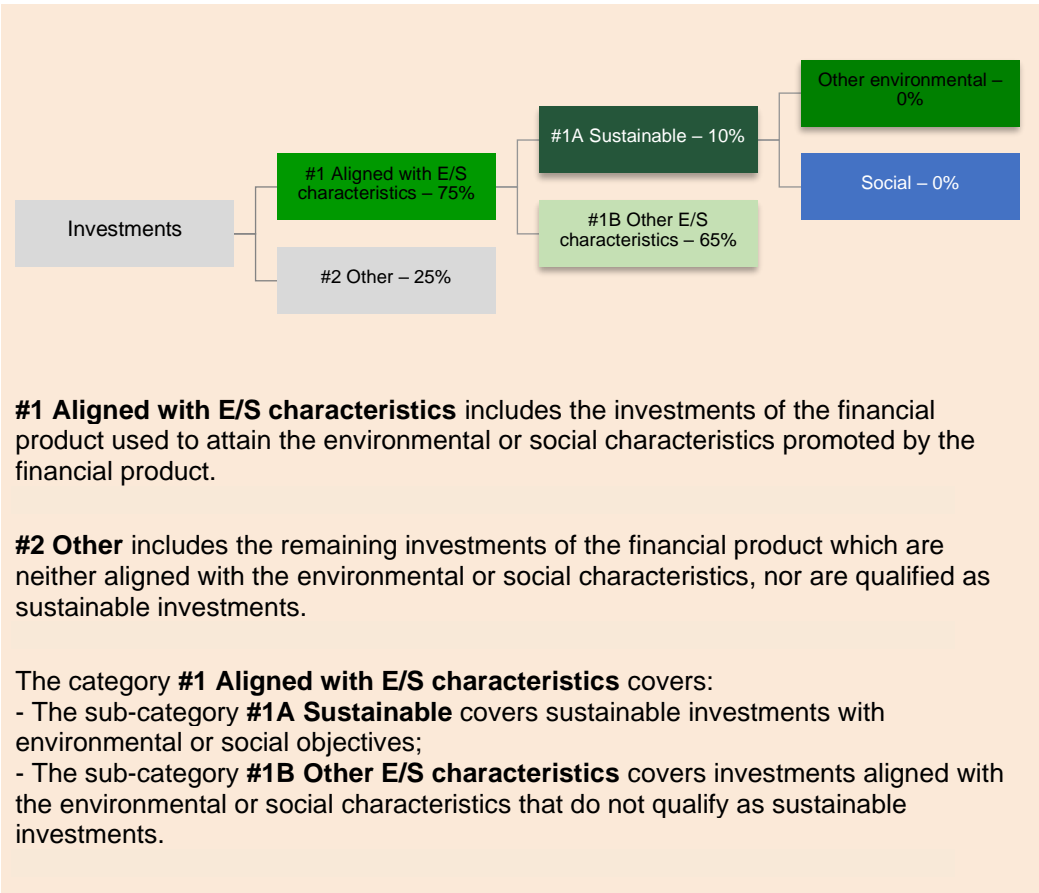 Other environmental –
0%
#1A Sustainable – 10%
#1 Aligned with E/S
characteristics – 75%
Social – 0%
Investments
#1B Other E/S
characteristics – 65%
#2 Other – 25%
#1 Aligned with E/S characteristics includes the investments of the financial
product used to attain the environmental or social characteristics promoted by the
financial product.
#2 Other includes the remaining investments of the financial product which are
neither aligned with the environmental or social characteristics, nor are qualified as
sustainable investments.
The category #1 Aligned with E/S characteristics covers:
- The sub-category #1A Sustainable covers sustainable investments with
environmental or social objectives;
- The sub-category #1B Other E/S characteristics covers investments aligned with
the environmental or social characteristics that do not qualify as sustainable
investments.